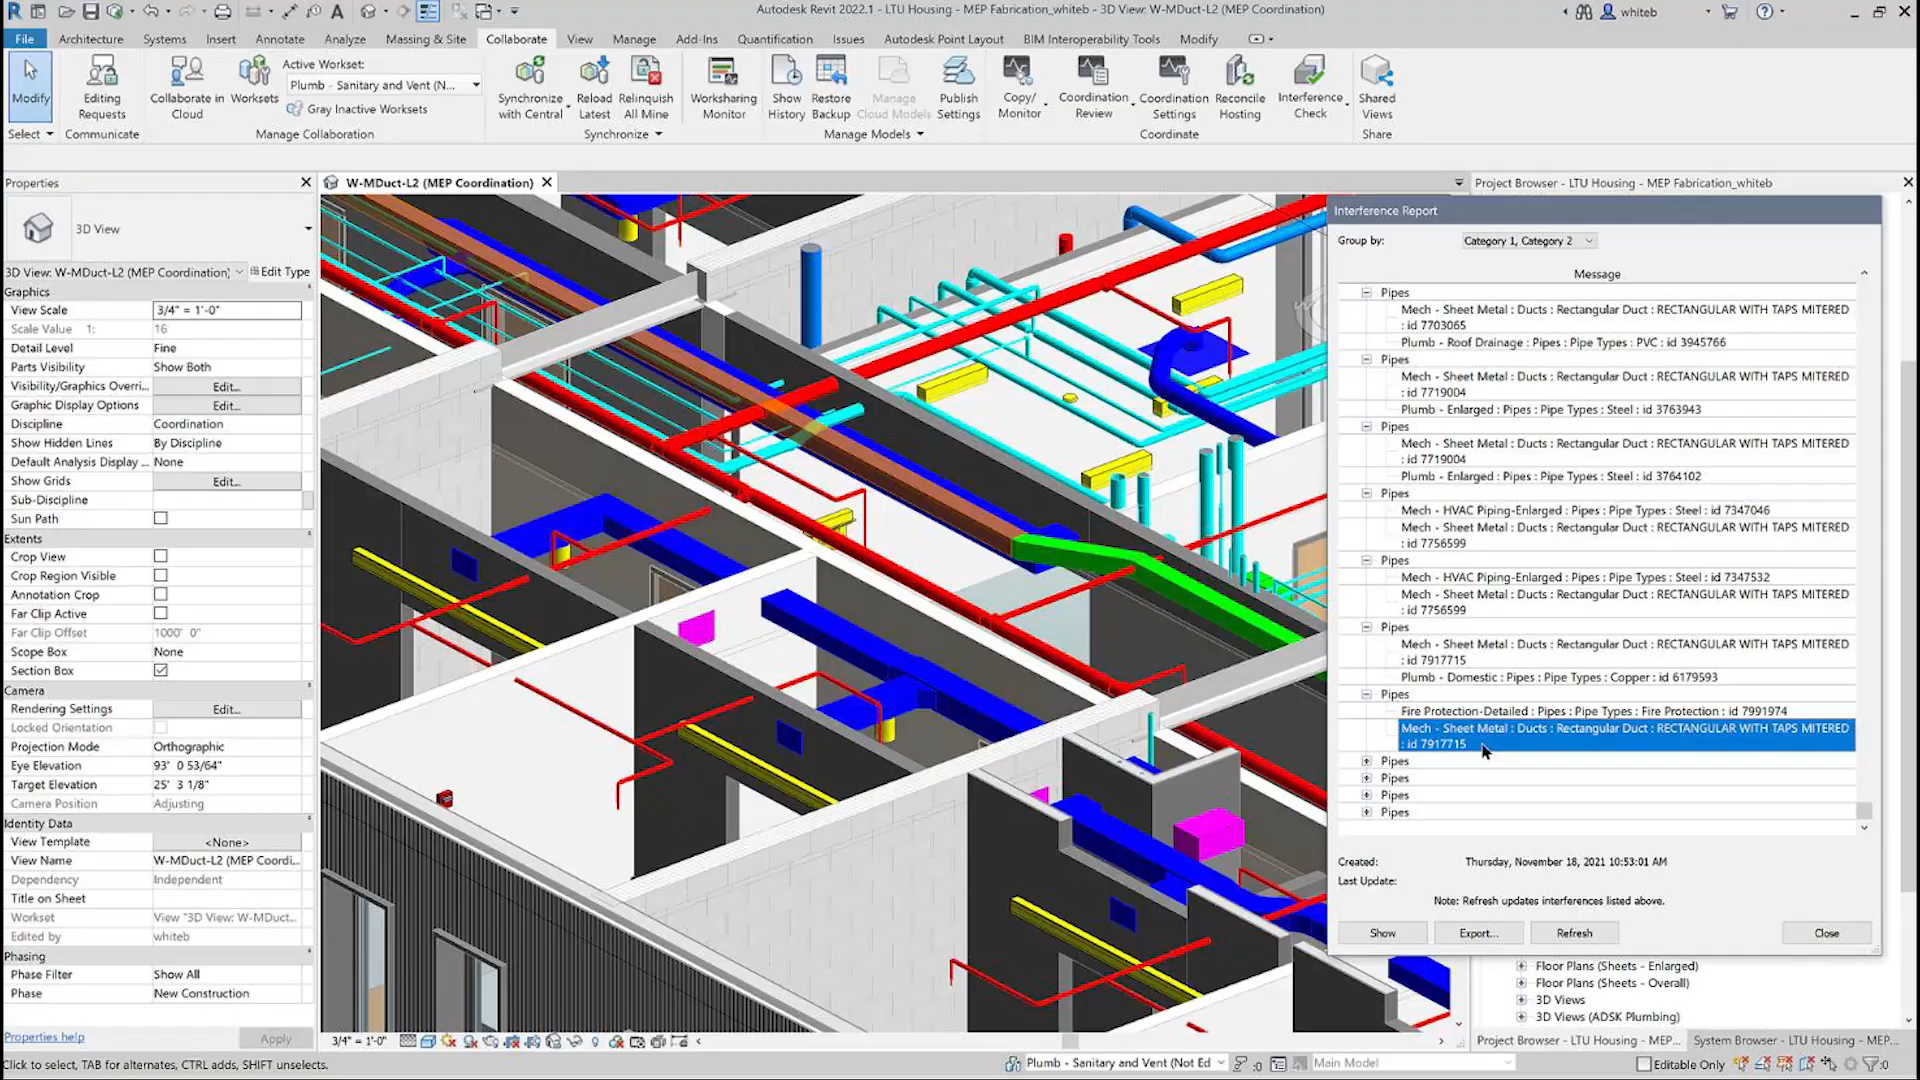 Autodesk Revit 2022.1 - LTU Housing - MEP Fabrication_whiteb - 3D View: W-MDuct-L2 (MEP Coordination)
whiteb
File Architecture Systems Insert Annotate Analyze Massing & Site Collaborate View Manage Add-Ins Quantification Issues Autodesk Point Layout BIM Interoperability Tools Modify
Modify
Select
Editing Requests
Communicate
Collaborate in Cloud
Worksets
Active Workset:
Plumb - Sanitary and Vent (N...
Gray Inactive Worksets
Manage Collaboration
Synchronize with Central
Reload Latest
Relinquish All Mine
Synchronize
Worksharing Monitor
Show History
Restore Backup
Manage Cloud Models
Publish Settings
Manage Models
Copy/ Monitor
Coordination Review
Coordination Settings
Reconcile Hosting
Interference Check
Coordinate
Shared Views
Share
Properties
3D View
3D View: W-MDuct-L2 (MEP Coordination)
Edit Type
Graphics
View Scale 3/4" = 1'-0"
Scale Value 1: 16
Detail Level Fine
Parts Visibility Show Both
Visibility/Graphics Overri... Edit...
Graphic Display Options Edit...
Discipline Coordination
Show Hidden Lines By Discipline
Default Analysis Display ... None
Show Grids Edit...
Sub-Discipline
Sun Path
Extents
Crop View
Crop Region Visible
Annotation Crop
Far Clip Active
Far Clip Offset 1000' 0"
Scope Box None
Section Box
Camera
Rendering Settings Edit...
Locked Orientation
Projection Mode Orthographic
Eye Elevation 93' 0 53/64"
Target Elevation 25' 3 1/8"
Camera Position Adjusting
Identity Data
View Template <None>
View Name W-MDuct-L2 (MEP Coordi...
Dependency Independent
Title on Sheet
Workset View "3D View: W-MDuct...
Edited by whiteb
Phasing
Phase Filter Show All
Phase New Construction
Properties help
Apply
W-MDuct-L2 (MEP Coordination)
3/4" = 1'-0"
Project Browser - LTU Housing - MEP Fabrication_whiteb
Interference Report
Group by: Category 1, Category 2
Message
Pipes
Mech - Sheet Metal : Ducts : Rectangular Duct : RECTANGULAR WITH TAPS MITERED
: id 7703065
Plumb - Roof Drainage : Pipes : Pipe Types : PVC : id 3945766
Pipes
Mech - Sheet Metal : Ducts : Rectangular Duct : RECTANGULAR WITH TAPS MITERED
: id 7719004
Plumb - Enlarged : Pipes : Pipe Types : Steel : id 3763943
Pipes
Mech - Sheet Metal : Ducts : Rectangular Duct : RECTANGULAR WITH TAPS MITERED
: id 7719004
Plumb - Enlarged : Pipes : Pipe Types : Steel : id 3764102
Pipes
Mech - HVAC Piping-Enlarged : Pipes : Pipe Types : Steel : id 7347046
Mech - Sheet Metal : Ducts : Rectangular Duct : RECTANGULAR WITH TAPS MITERED
: id 7756599
Pipes
Mech - HVAC Piping-Enlarged : Pipes : Pipe Types : Steel : id 7347532
Mech - Sheet Metal : Ducts : Rectangular Duct : RECTANGULAR WITH TAPS MITERED
: id 7756599
Pipes
Mech - Sheet Metal : Ducts : Rectangular Duct : RECTANGULAR WITH TAPS MITERED
: id 7917715
Plumb - Domestic : Pipes : Pipe Types : Copper : id 6179593
Pipes
Fire Protection-Detailed : Pipes : Pipe Types : Fire Protection : id 7991974
Mech - Sheet Metal : Ducts : Rectangular Duct : RECTANGULAR WITH TAPS MITERED
: id 7917715
Pipes
Pipes
Pipes
Pipes
Created: Thursday, November 18, 2021 10:53:01 AM
Last Update:
Note: Refresh updates interferences listed above.
Show Export... Refresh Close
Floor Plans (Sheets - Enlarged)
Floor Plans (Sheets - Overall)
3D Views
3D Views (ADSK Plumbing)
Project Browser - LTU Housing - MEP... System Browser - LTU Housing - MEP...
Click to select, TAB for alternates, CTRL adds, SHIFT unselects.
Plumb - Sanitary and Vent (Not Ed
:0
Main Model
Editable Only
:0